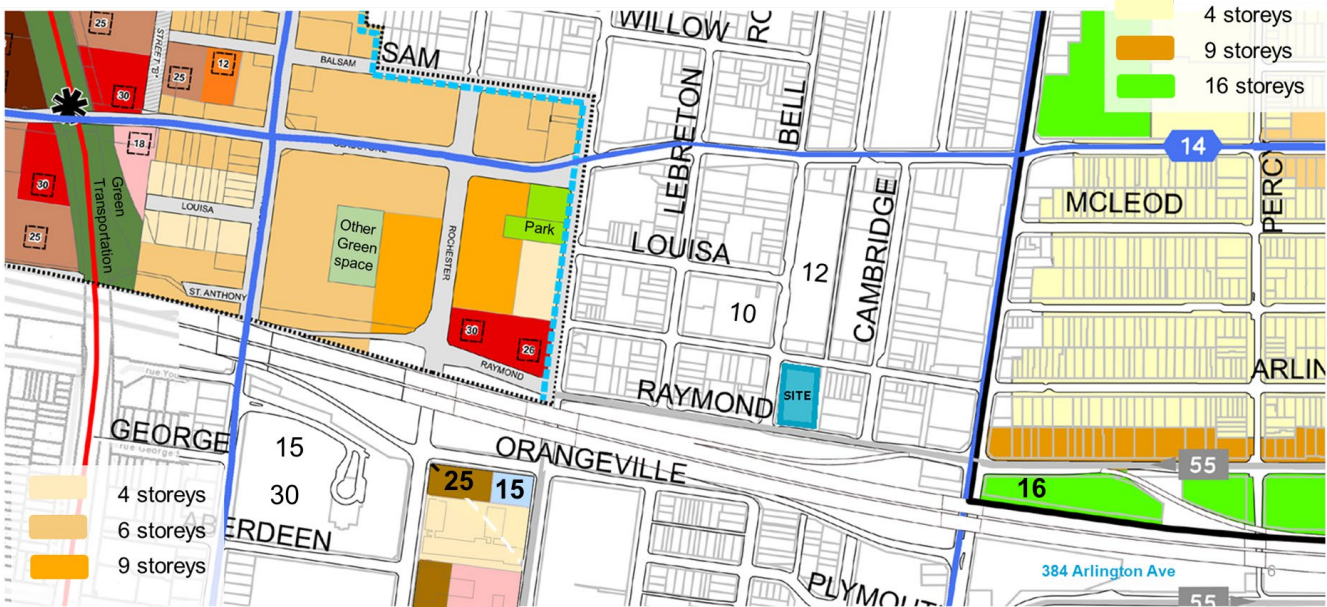 25
STREET 'B'
25
12
30
BALSAM
SAM
WILLOW
4 storeys
9 storeys
16 storeys
18
30
25
Green
Transportation
LOUISA
ST. ANTHONY
Other
Green
space
ROCHESTER
Park
30
26
RAYMOND
LEBRETON
BELL
LOUISA
10
12
CAMBRIDGE
RAYMOND
SITE
14
MCLEOD
PERCY
ARLIN
55
16
GEORGE
15
30
ORANGEVILLE
25
15
4 storeys
6 storeys
9 storeys
ERDEEN
PLYMOUT
384 Arlington Ave
6
55